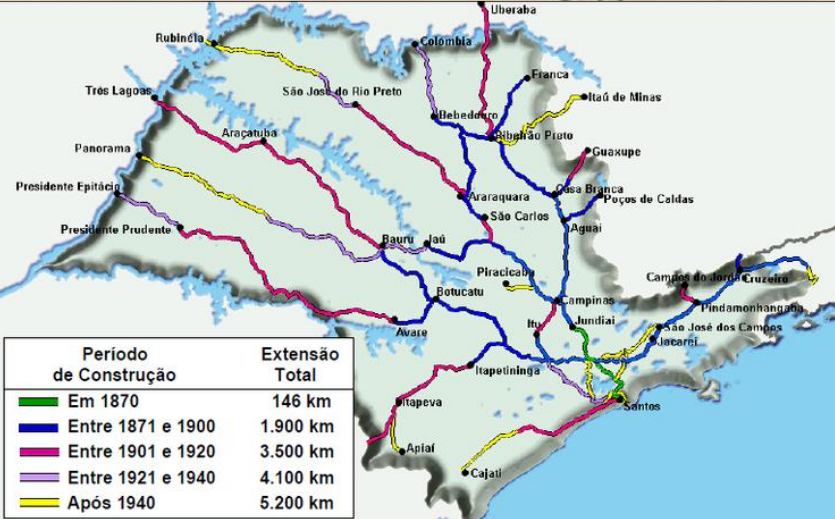 Uberaba
Rubinéia
Colômbia
Franca
Três Lagoas
São José do Rio Preto
Itaú de Minas
Bebedouro
Araçatuba
Ribeirão Preto
Panorama
Guaxupe
Presidente Epitácio
Araraquara
Casa Branca
Poços de Caldas
São Carlos
Presidente Prudente
Aguaí
Bauru
Jaú
Piracicaba
Campos do Jordão
Cruzeiro
Botucatu
Campinas
Pindamonhangaba
Avaré
Itu
Jundiaí
São José dos Campos
Jacareí
Itapetininga
Itapeva
Santos
Apiaí
Cajati
Período de Construção
Extensão Total
Em 1870 146 km
Entre 1871 e 1900 1.900 km
Entre 1901 e 1920 3.500 km
Entre 1921 e 1940 4.100 km
Após 1940 5.200 km